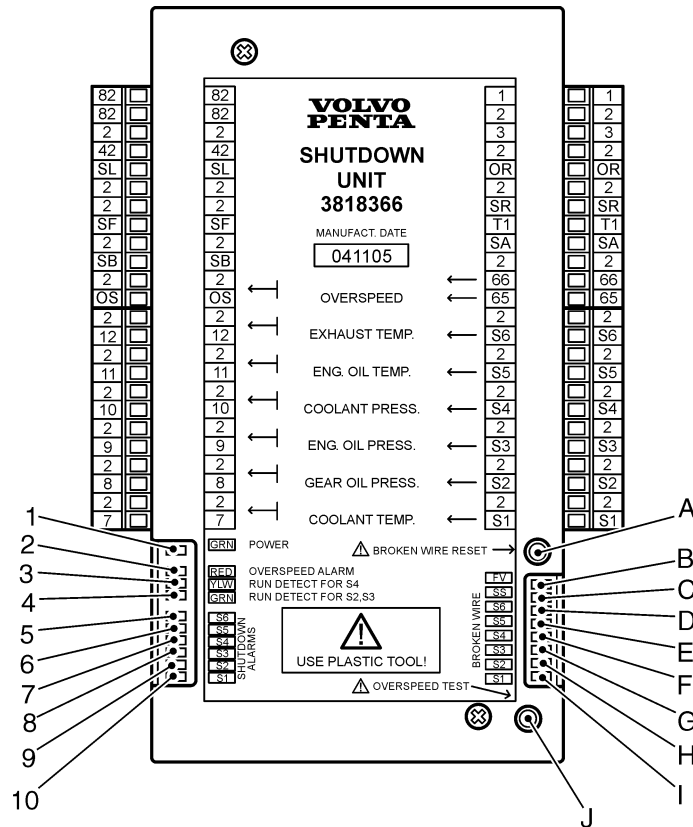 VOLVO
PENTA
SHUTDOWN
UNIT
3818366
MANUFACT. DATE
041105
82 82 1 1
82 82 2 2
2 2 3 3
42 42 2 2
SL SL OR OR
2 2 2 2
2 2 SR SR
SF SF T1 T1
2 2 SA SA
SB SB 2 2
2 2 66 66
OS OS OVERSPEED 65 65
2 2 2 2
12 12 EXHAUST TEMP. S6 S6
2 2 2 2
11 11 ENG. OIL TEMP. S5 S5
2 2 2 2
10 10 COOLANT PRESS. S4 S4
2 2 2 2
9 9 ENG. OIL PRESS. S3 S3
2 2 2 2
8 8 GEAR OIL PRESS. S2 S2
2 2 2 2
7 7 COOLANT TEMP. S1 S1
GRN POWER
BROKEN WIRE RESET
RED OVERSPEED ALARM
YLW RUN DETECT FOR S4
GRN RUN DETECT FOR S2,S3
S6
S5
S4
S3
S2
S1
SHUTDOWN
ALARMS
USE PLASTIC TOOL!
BROKEN WIRE
FV
SS
S6
S5
S4
S3
S2
S1
OVERSPEED TEST
1
2
3
4
5
6
7
8
9
10
A
B
C
D
E
F
G
H
I
J